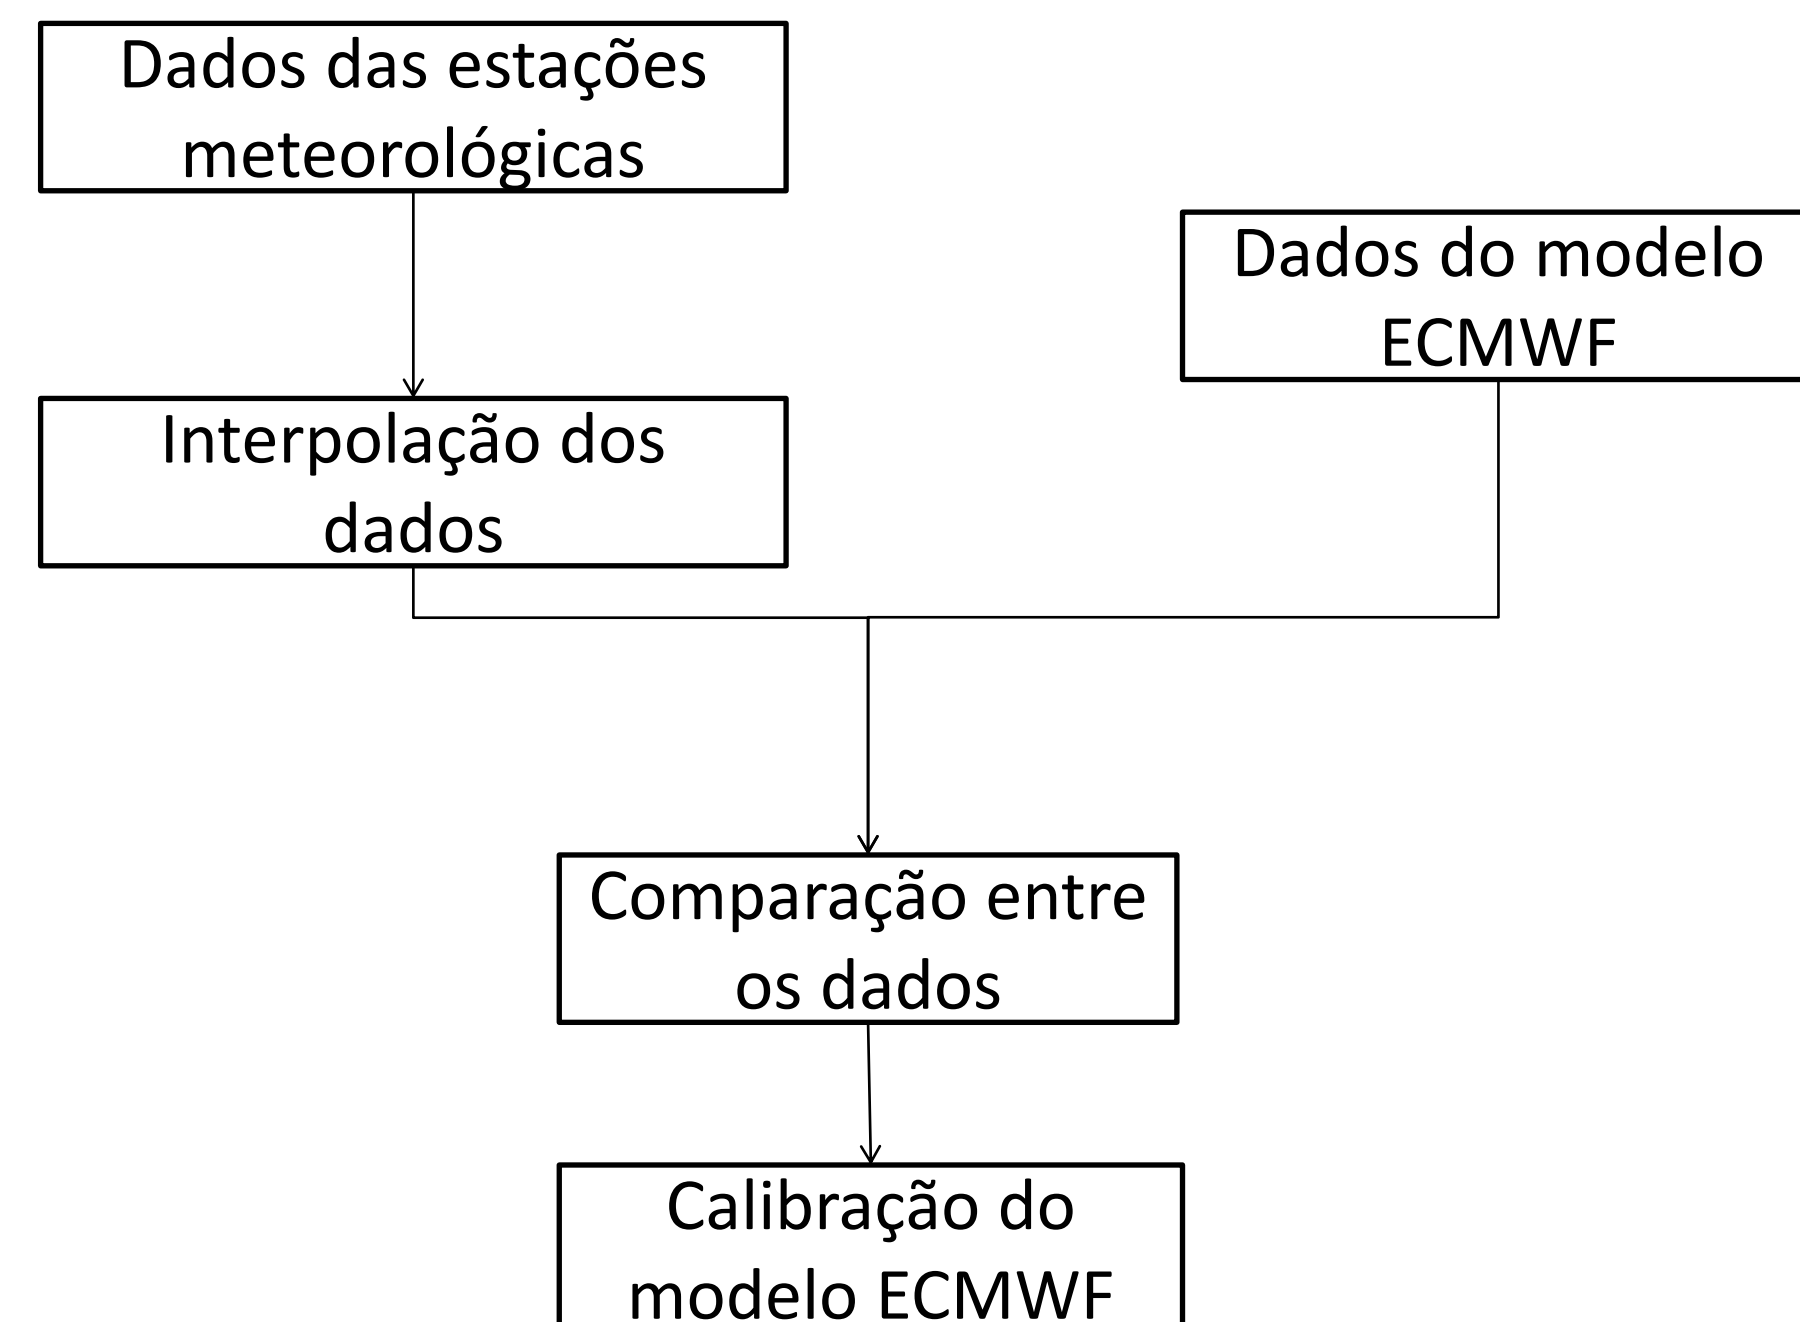 Dados das estações
meteorológicas
Dados do modelo
ECMWF
Interpolação dos
dados
Comparação entre
os dados
Calibração do
modelo ECMWF